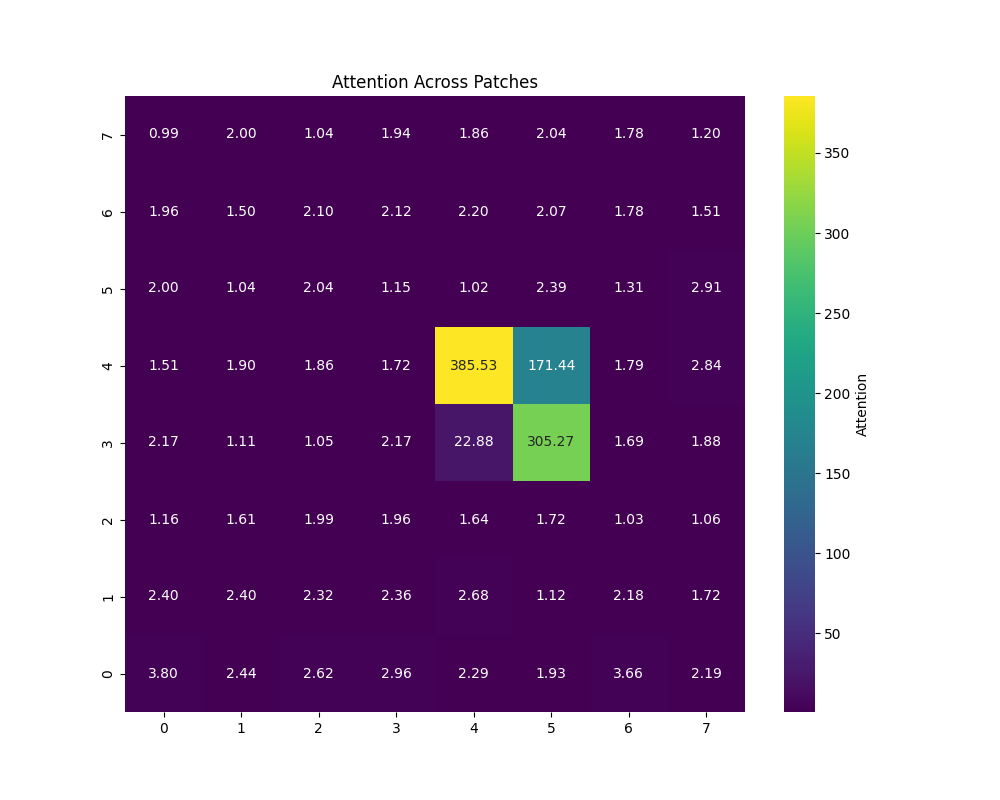 Attention Across Patches
7 0.99 2.00 1.04 1.94 1.86 2.04 1.78 1.20
6 1.96 1.50 2.10 2.12 2.20 2.07 1.78 1.51
5 2.00 1.04 2.04 1.15 1.02 2.39 1.31 2.91
4 1.51 1.90 1.86 1.72 385.53 171.44 1.79 2.84
3 2.17 1.11 1.05 2.17 22.88 305.27 1.69 1.88
2 1.16 1.61 1.99 1.96 1.64 1.72 1.03 1.06
1 2.40 2.40 2.32 2.36 2.68 1.12 2.18 1.72
0 3.80 2.44 2.62 2.96 2.29 1.93 3.66 2.19
0 1 2 3 4 5 6 7
350
300
250
200
150
100
50
Attention